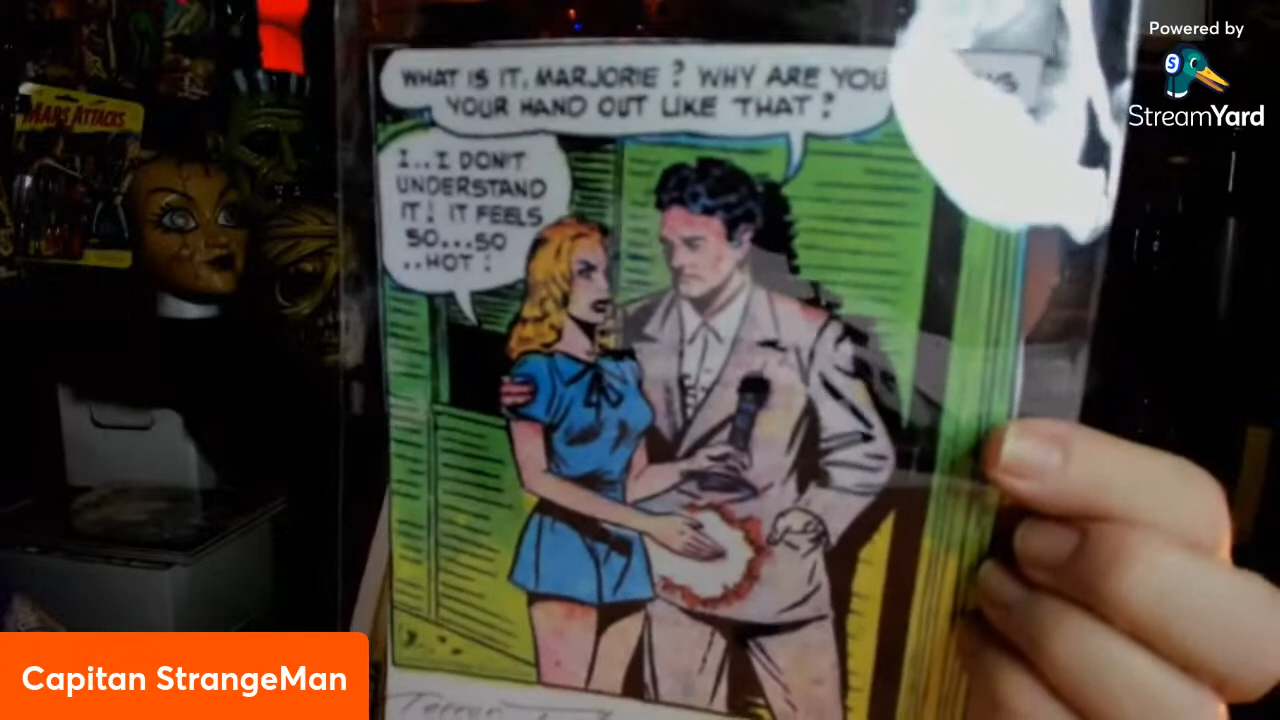 Powered by
StreamYard
WHAT IS IT, MARJORIE? WHY ARE YOU
YOUR HAND OUT LIKE THAT?
I..I DON'T
UNDERSTAND
IT! IT FEELS
SO...SO
..HOT!
MARS ATTACKS
Capitan StrangeMan